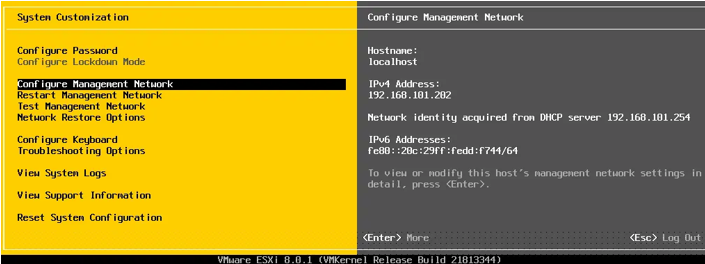 System Customization
Configure Password
Configure Lockdown Mode
Configure Management Network
Restart Management Network
Test Management Network
Network Restore Options
Configure Keyboard
Troubleshooting Options
View System Logs
View Support Information
Reset System Configuration
Configure Management Network
Hostname:
localhost
IPv4 Address:
192.168.101.202
Network identity acquired from DHCP server 192.168.101.254
IPv6 Addresses:
fe80::20c:29ff:fedd:f744/64
To view or modify this host's management network settings in
detail, press <Enter>.
<Enter> More
<Esc> Log Out
VMware ESXi 8.0.1 (VMKernel Release Build 21813344)